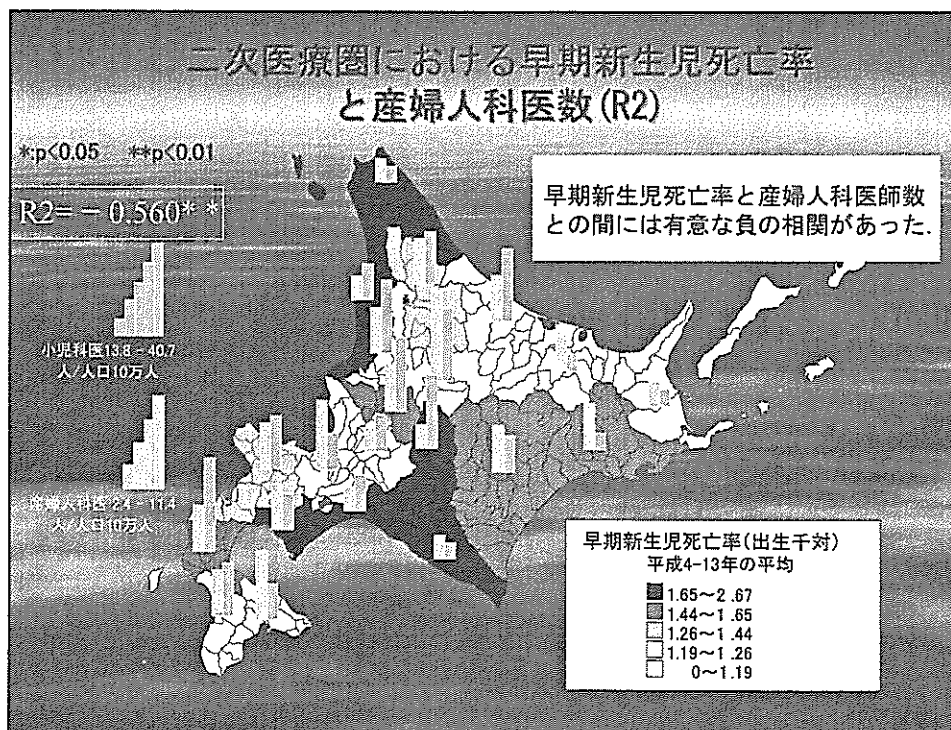 二次医療圏における早期新生児死亡率
と産婦人科医数(R2)
*:p<0.05 **p<0.01
R2=－0.560**
早期新生児死亡率と産婦人科医師数
との間には有意な負の相関があった.
小児科医13.8－40.7
人/人口10万人
産婦人科医 2.4－11.4
人/人口10万人
早期新生児死亡率(出生千対)
平成4-13年の平均
1.65～2.67
1.44～1.65
1.26～1.44
1.19～1.26
0～1.19